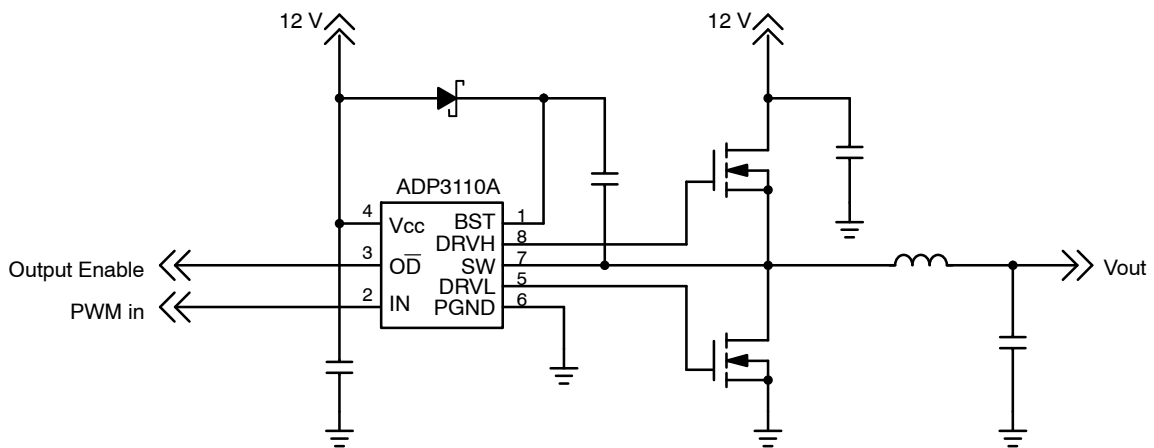 12 V
12 V
ADP3110A
4 Vcc BST 1
DRVH 8
Output Enable 3 OD̅ SW 7 Vout
DRVL 5
PWM in 2 IN PGND 6